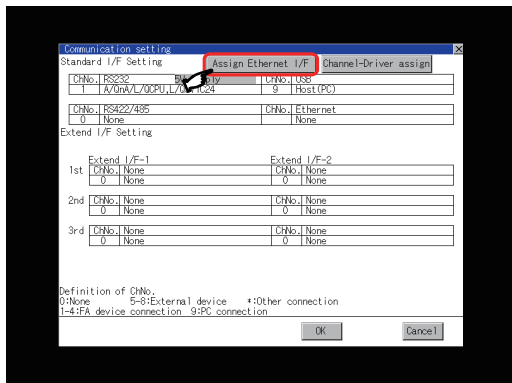 Communication setting
Standard I/F Setting Assign Ethernet I/F Channel-Driver assign
ChNo. RS232 ChNo. USB
1 A/QnA/L/QCPU,L/ C24 9 Host(PC)
ChNo. RS422/485 ChNo. Ethernet
0 None 0 None
Extend I/F Setting
Extend I/F-1 Extend I/F-2
1st ChNo. None ChNo. None
0 None 0 None
2nd ChNo. None ChNo. None
0 None 0 None
3rd ChNo. None ChNo. None
0 None 0 None
Definition of ChNo.
0:None 5-8:External device *:Other connection
1-4:FA device connection 9:PC connection
OK Cancel